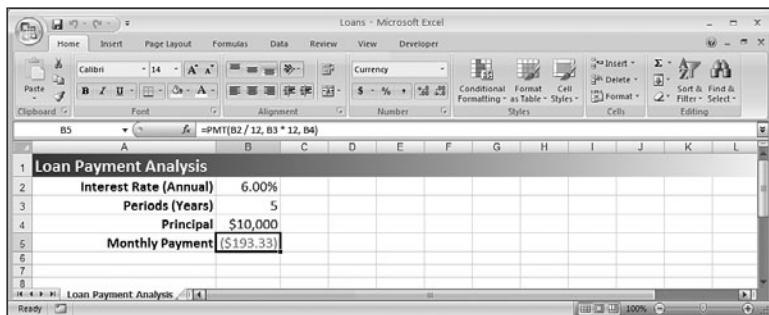 Loans - Microsoft Excel
Home Insert Page Layout Formulas Data Review View Developer
Paste
Calibri 14 A A
B I U A
Currency
$ % ,
Conditional Formatting
Format as Table
Cell Styles
Insert
Delete
Format
Σ
Sort & Filter
Find & Select
Clipboard Font Alignment Number Styles Cells Editing
B5 fx =PMT(B2 / 12, B3 * 12, B4)
A B C D E F G H I J K L
1 Loan Payment Analysis
2 Interest Rate (Annual) 6.00%
3 Periods (Years) 5
4 Principal $10,000
5 Monthly Payment ($193.33)
6
7
8
Loan Payment Analysis
Ready 100%